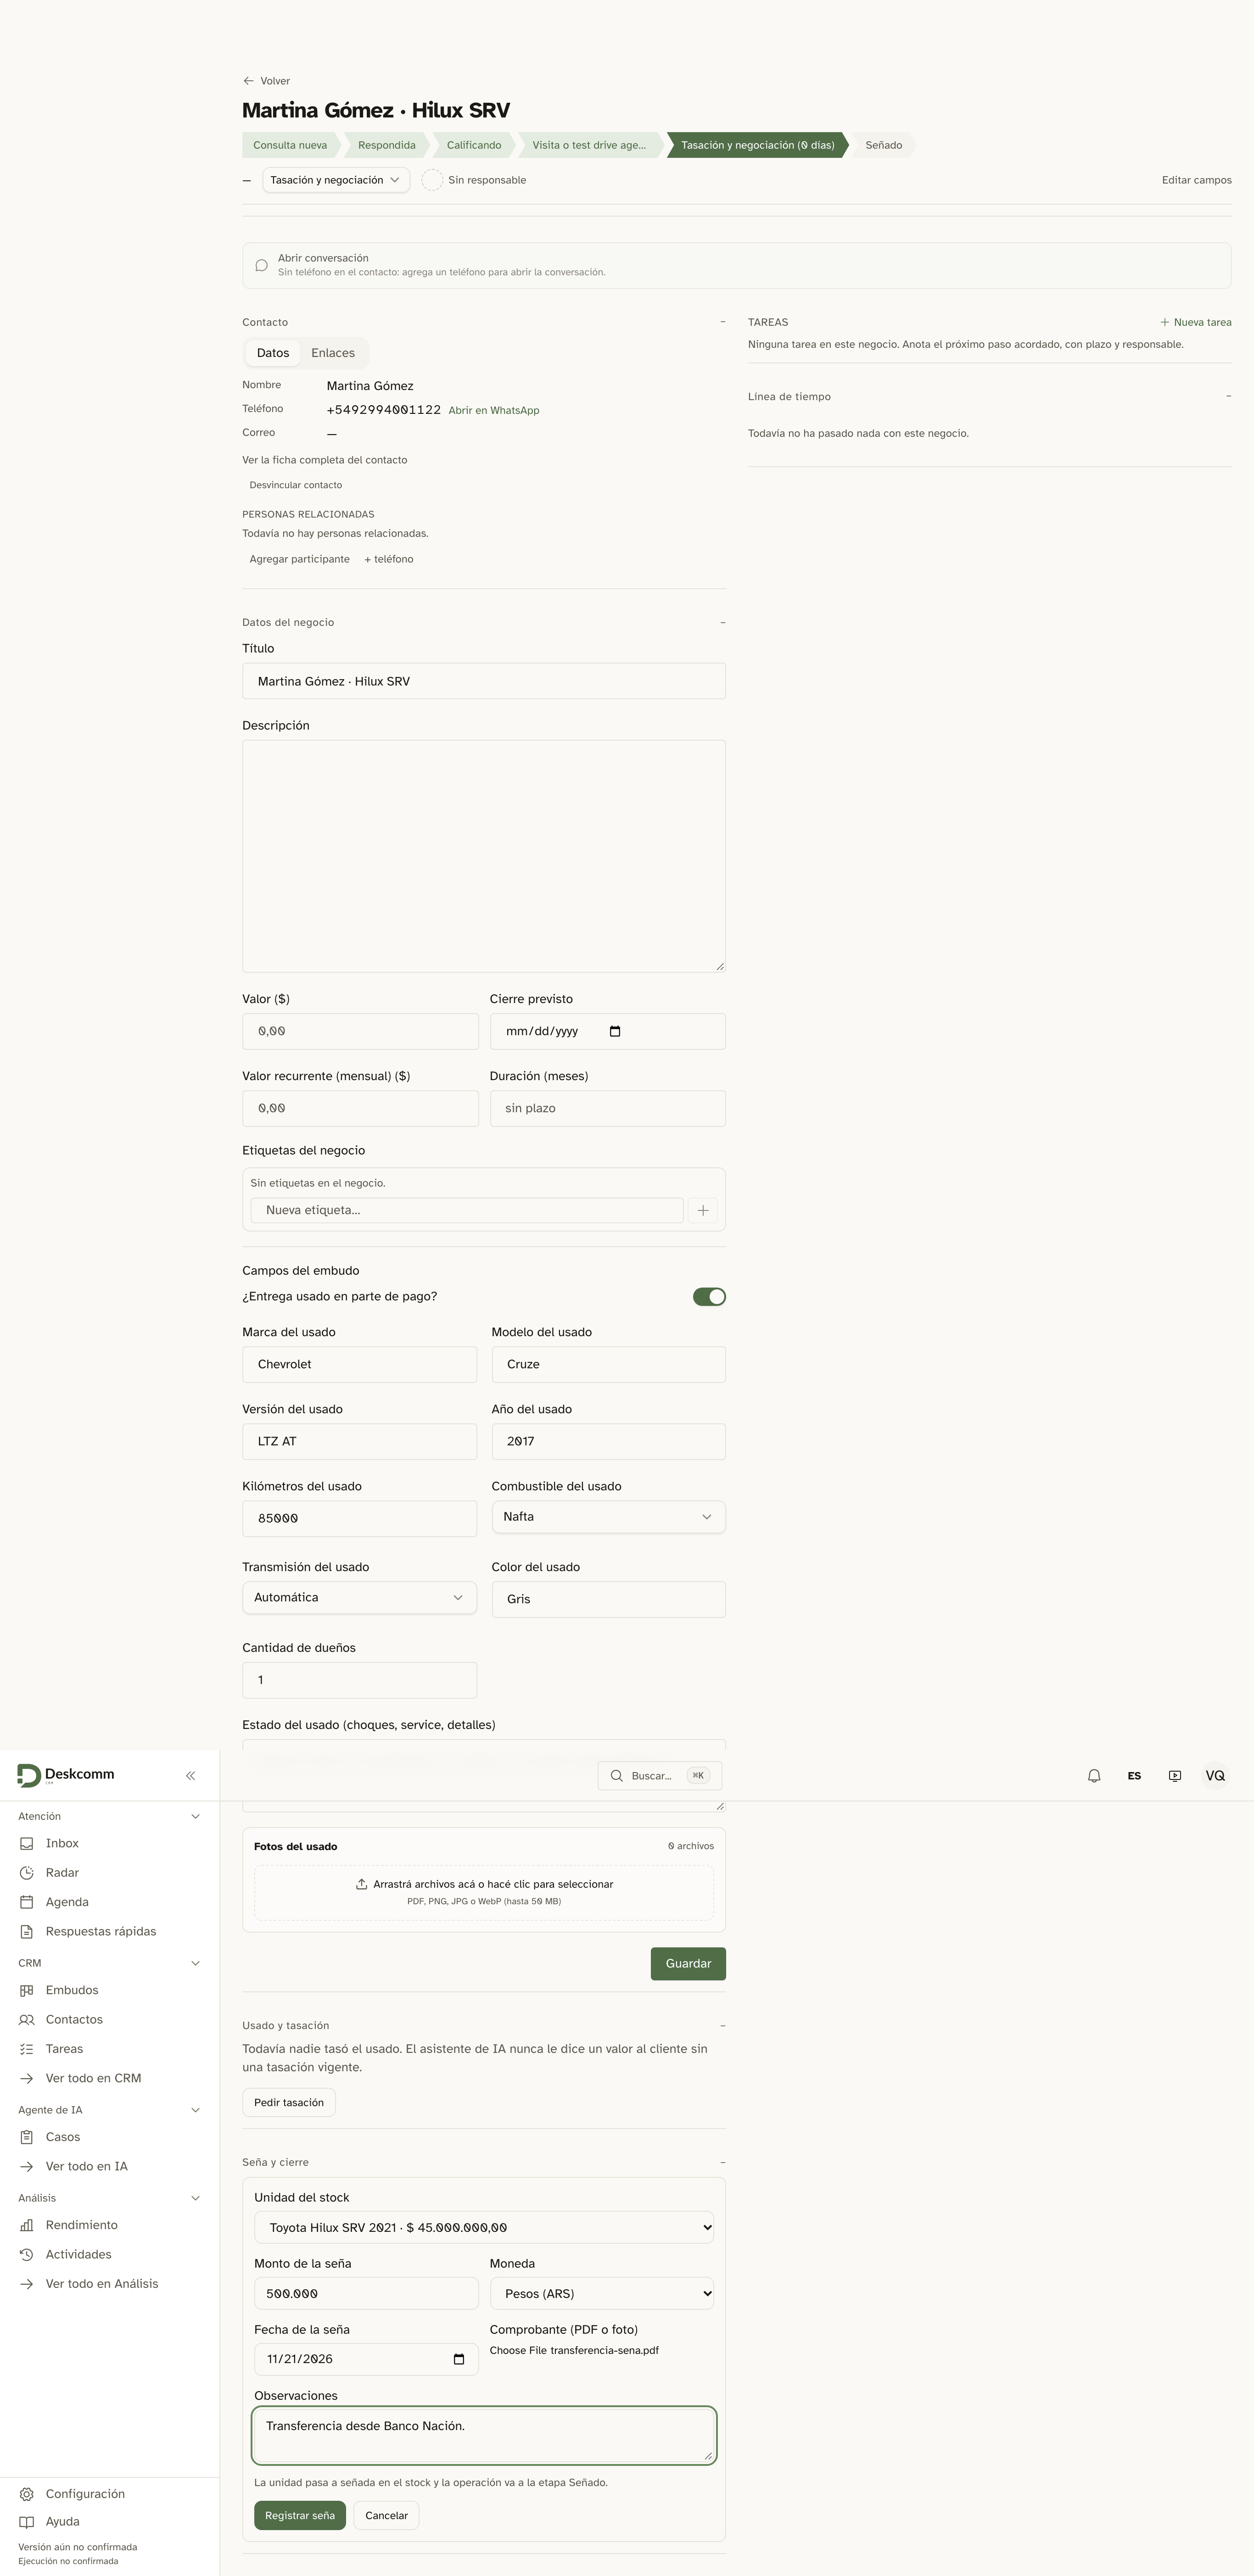 Volver
Martina Gómez · Hilux SRV
Consulta nueva
Respondida
Calificando
Visita o test drive age...
Tasación y negociación (0 días)
Señado
—
Tasación y negociación
Sin responsable
Editar campos
Abrir conversación
Sin teléfono en el contacto: agrega un teléfono para abrir la conversación.
Contacto
–
Datos
Enlaces
Nombre
Martina Gómez
Teléfono
+5492994001122 Abrir en WhatsApp
Correo
—
Ver la ficha completa del contacto
Desvincular contacto
PERSONAS RELACIONADAS
Todavía no hay personas relacionadas.
Agregar participante
+ teléfono
TAREAS
+ Nueva tarea
Ninguna tarea en este negocio. Anota el próximo paso acordado, con plazo y responsable.
Línea de tiempo
–
Todavía no ha pasado nada con este negocio.
Datos del negocio
–
Título
Martina Gómez · Hilux SRV
Descripción
Valor ($)
Cierre previsto
0,00
mm/dd/yyyy
Valor recurrente (mensual) ($)
Duración (meses)
0,00
sin plazo
Etiquetas del negocio
Sin etiquetas en el negocio.
Nueva etiqueta...
+
Campos del embudo
¿Entrega usado en parte de pago?
Marca del usado
Modelo del usado
Chevrolet
Cruze
Versión del usado
Año del usado
LTZ AT
2017
Kilómetros del usado
Combustible del usado
85000
Nafta
Transmisión del usado
Color del usado
Automática
Gris
Cantidad de dueños
1
Estado del usado (choques, service, detalles)
Deskcomm
CRM
Buscar...
⌘K
ES
VQ
Atención
Inbox
Radar
Agenda
Respuestas rápidas
CRM
Embudos
Contactos
Tareas
Ver todo en CRM
Agente de IA
Casos
Ver todo en IA
Análisis
Rendimiento
Actividades
Ver todo en Análisis
Configuración
Ayuda
Versión aún no confirmada
Ejecución no confirmada
Fotos del usado
0 archivos
Arrastrá archivos acá o hacé clic para seleccionar
PDF, PNG, JPG o WebP (hasta 50 MB)
Guardar
Usado y tasación
–
Todavía nadie tasó el usado. El asistente de IA nunca le dice un valor al cliente sin
una tasación vigente.
Pedir tasación
Seña y cierre
–
Unidad del stock
Toyota Hilux SRV 2021 · $ 45.000.000,00
Monto de la seña
Moneda
500.000
Pesos (ARS)
Fecha de la seña
Comprobante (PDF o foto)
11/21/2026
Choose File transferencia-sena.pdf
Observaciones
Transferencia desde Banco Nación.
La unidad pasa a señada en el stock y la operación va a la etapa Señado.
Registrar seña
Cancelar